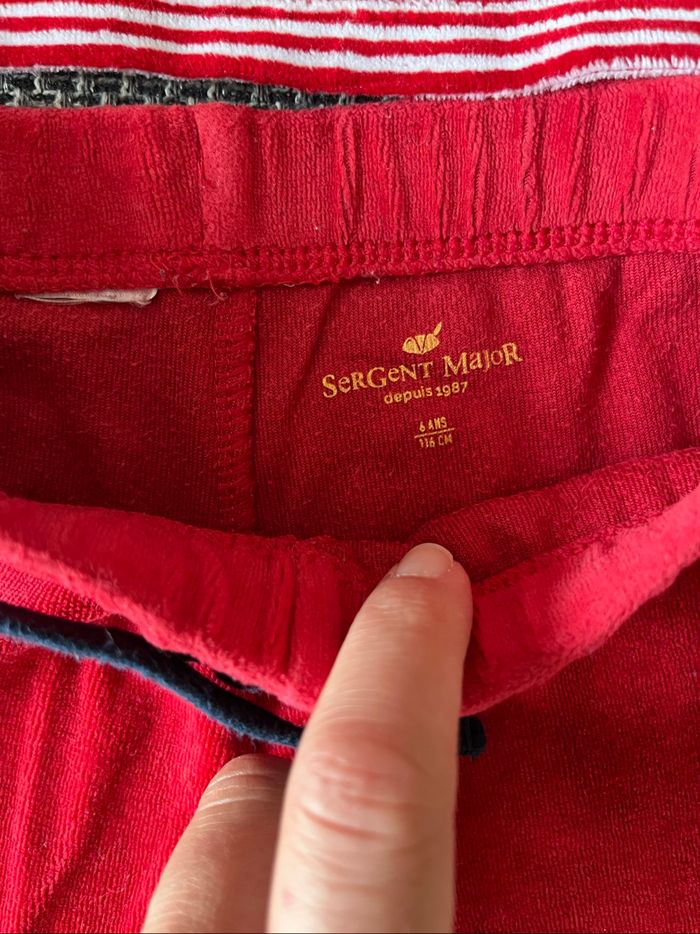 SeRGeNT MaJoR
depuis 1987
6 ANS
116 CM